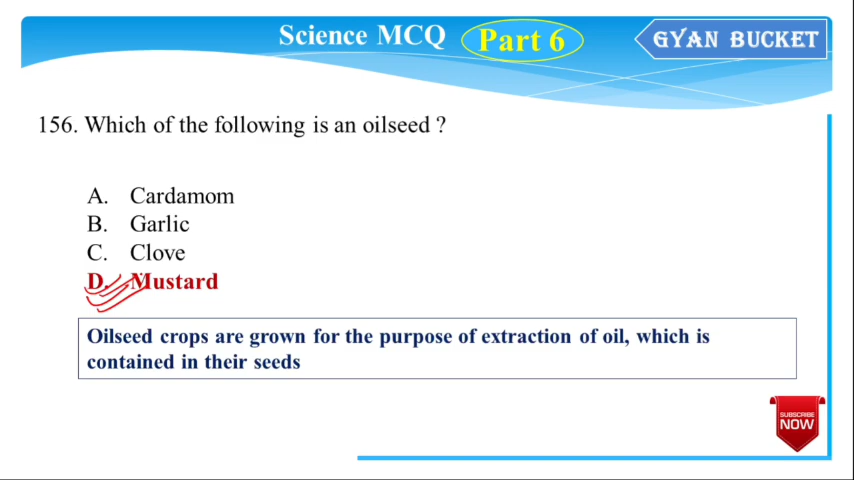 Science MCQ Part 6 GYAN BUCKET
156. Which of the following is an oilseed ?
A. Cardamom
B. Garlic
C. Clove
D. Mustard
Oilseed crops are grown for the purpose of extraction of oil, which is
contained in their seeds
SUBSCRIBE
NOW